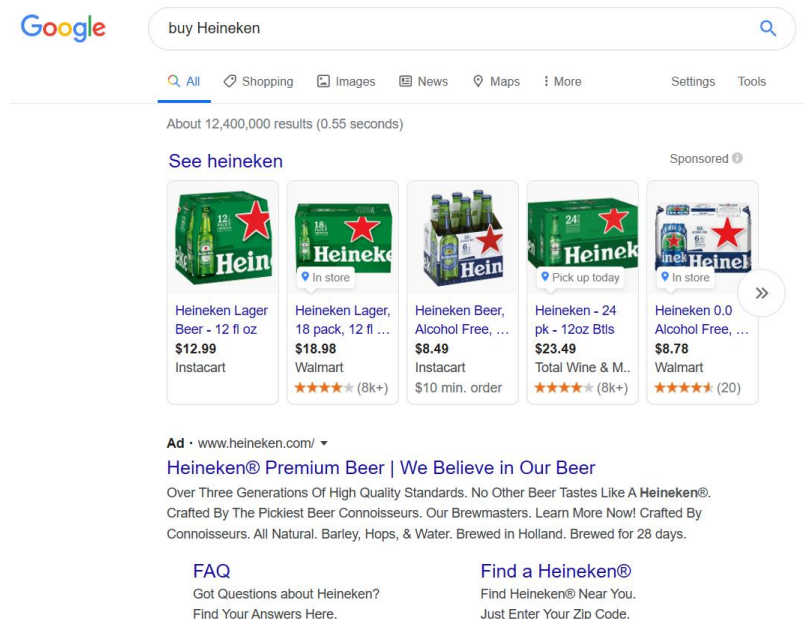 Google
buy Heineken
All Shopping Images News Maps More Settings Tools
About 12,400,000 results (0.55 seconds)
See heineken
Sponsored
12
Heineken Lager
Beer - 12 fl oz
$12.99
Instacart
18
Heineken
In store
Heineken Lager,
18 pack, 12 fl ...
$18.98
Walmart
(8k+)
Heineken Beer,
Alcohol Free, ...
$8.49
Instacart
$10 min. order
24
Heineken
Pick up today
Heineken - 24
pk - 12oz Btls
$23.49
Total Wine & M..
(8k+)
In store
Heineken 0.0
Alcohol Free, ...
$8.78
Walmart
(20)
Ad · www.heineken.com/
Heineken® Premium Beer | We Believe in Our Beer
Over Three Generations Of High Quality Standards. No Other Beer Tastes Like A Heineken®.
Crafted By The Pickiest Beer Connoisseurs. Our Brewmasters. Learn More Now! Crafted By
Connoisseurs. All Natural. Barley, Hops, & Water. Brewed in Holland. Brewed for 28 days.
FAQ
Got Questions about Heineken?
Find Your Answers Here.
Find a Heineken®
Find Heineken® Near You.
Just Enter Your Zip Code.